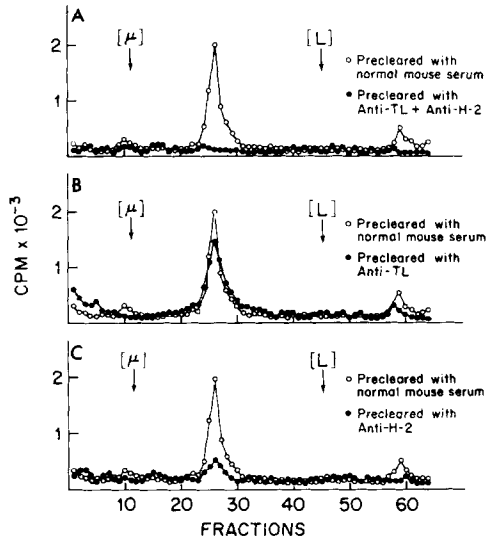 A
[μ]
[L]
2
1
○ Precleared with
normal mouse serum
● Precleared with
Anti-TL + Anti-H-2
B
[μ]
[L]
2
1
○ Precleared with
normal mouse serum
● Precleared with
Anti-TL
CPM x 10⁻³
C
[μ]
[L]
2
1
○ Precleared with
normal mouse serum
● Precleared with
Anti-H-2
10 20 30 40 50 60
FRACTIONS